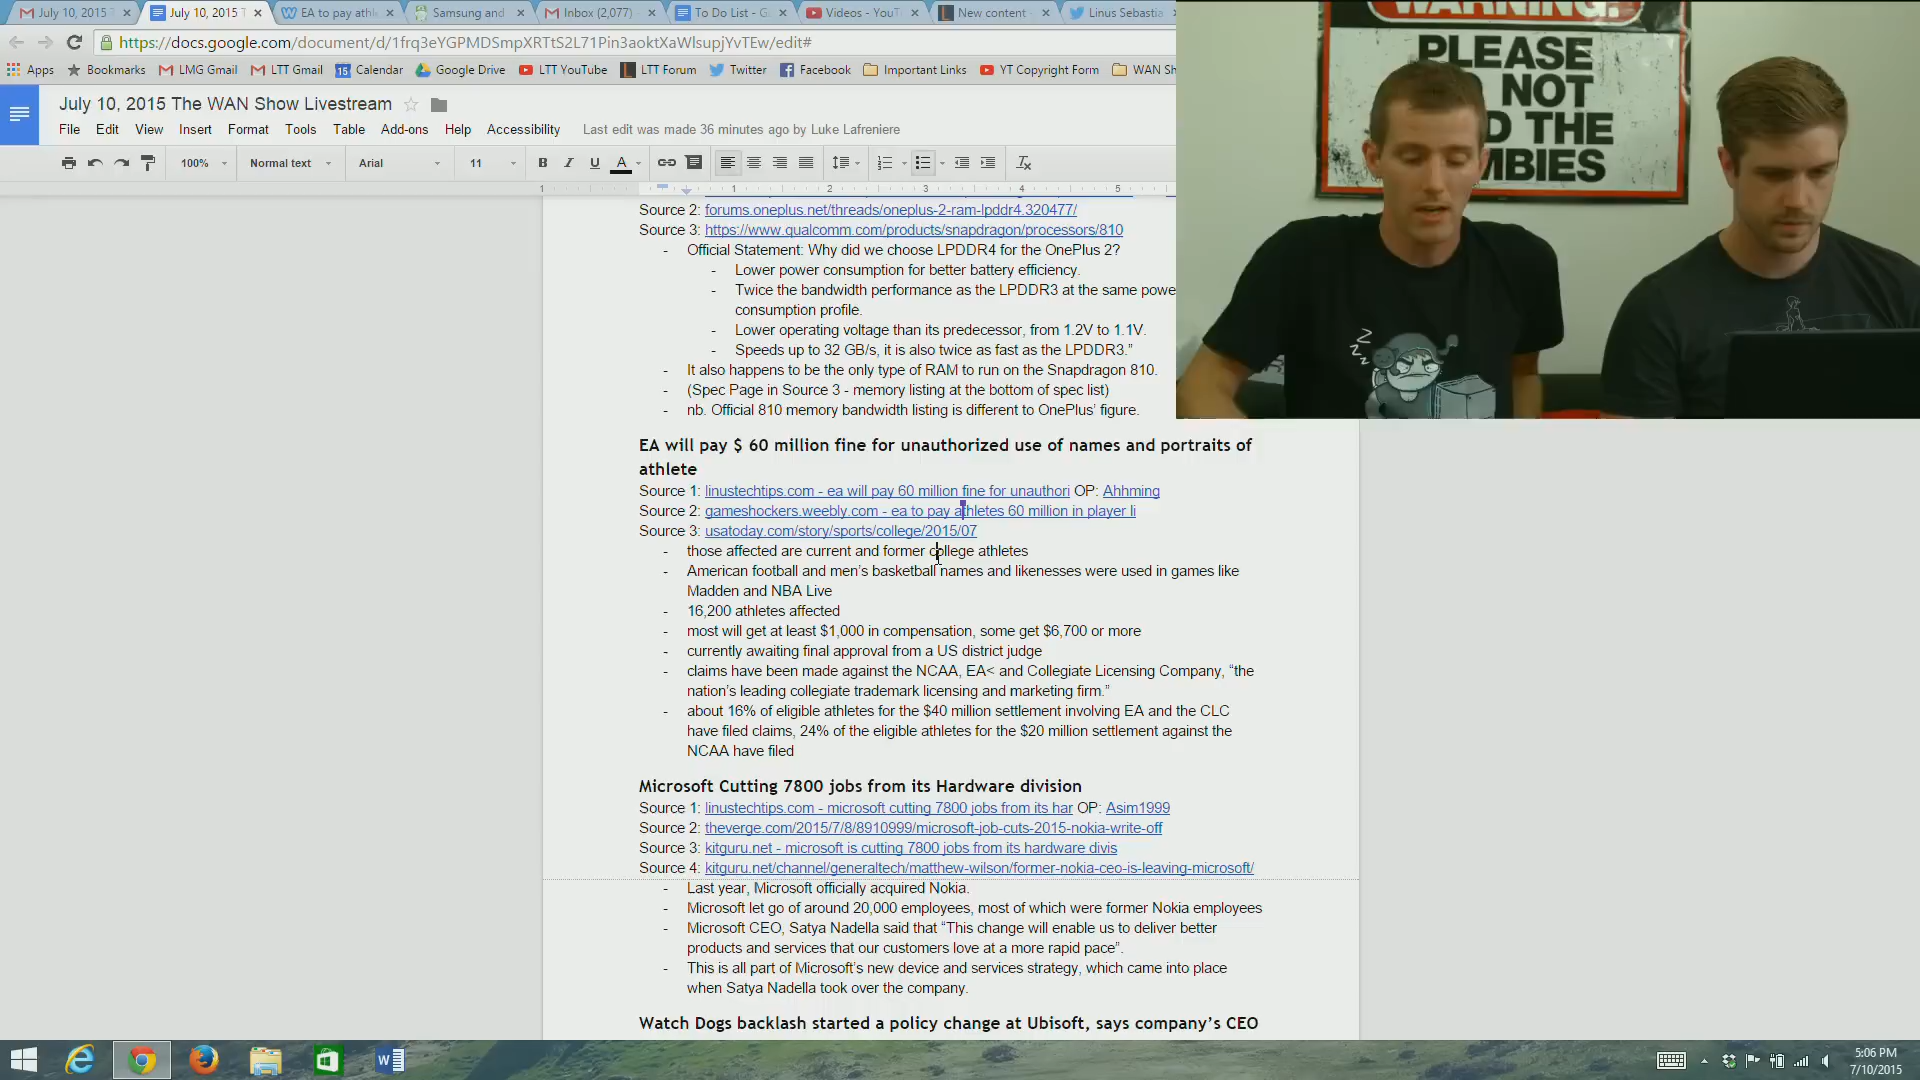 July 10, 2015 T
July 10, 2015 T
EA to pay athl
Samsung and
Inbox (2,077) -
To Do List - G
Videos - YouT
New content -
Linus Sebastia
https://docs.google.com/document/d/1frq3eYGPMDSmpXRTtS2L71Pin3aoktXaWlsupjYvTEw/edit#
Apps Bookmarks LMG Gmail LTT Gmail Calendar Google Drive LTT YouTube LTT Forum Twitter Facebook Important Links YT Copyright Form WAN Sh
July 10, 2015 The WAN Show Livestream
File Edit View Insert Format Tools Table Add-ons Help Accessibility Last edit was made 36 minutes ago by Luke Lafreniere
100% Normal text Arial 11 B I U A
1 1 2 3 4 5
Source 2: forums.oneplus.net/threads/oneplus-2-ram-lpddr4.320477/
Source 3: https://www.qualcomm.com/products/snapdragon/processors/810
- Official Statement: Why did we choose LPDDR4 for the OnePlus 2?
- Lower power consumption for better battery efficiency.
- Twice the bandwidth performance as the LPDDR3 at the same powe
consumption profile.
- Lower operating voltage than its predecessor, from 1.2V to 1.1V.
- Speeds up to 32 GB/s, it is also twice as fast as the LPDDR3.”
- It also happens to be the only type of RAM to run on the Snapdragon 810.
- (Spec Page in Source 3 - memory listing at the bottom of spec list)
- nb. Official 810 memory bandwidth listing is different to OnePlus’ figure.
EA will pay $ 60 million fine for unauthorized use of names and portraits of
athlete
Source 1: linustechtips.com - ea will pay 60 million fine for unauthori OP: Ahhming
Source 2: gameshockers.weebly.com - ea to pay athletes 60 million in player li
Source 3: usatoday.com/story/sports/college/2015/07
- those affected are current and former college athletes
- American football and men’s basketball names and likenesses were used in games like
Madden and NBA Live
- 16,200 athletes affected
- most will get at least $1,000 in compensation, some get $6,700 or more
- currently awaiting final approval from a US district judge
- claims have been made against the NCAA, EA< and Collegiate Licensing Company, “the
nation’s leading collegiate trademark licensing and marketing firm.”
- about 16% of eligible athletes for the $40 million settlement involving EA and the CLC
have filed claims, 24% of the eligible athletes for the $20 million settlement against the
NCAA have filed
Microsoft Cutting 7800 jobs from its Hardware division
Source 1: linustechtips.com - microsoft cutting 7800 jobs from its har OP: Asim1999
Source 2: theverge.com/2015/7/8/8910999/microsoft-job-cuts-2015-nokia-write-off
Source 3: kitguru.net - microsoft is cutting 7800 jobs from its hardware divis
Source 4: kitguru.net/channel/generaltech/matthew-wilson/former-nokia-ceo-is-leaving-microsoft/
- Last year, Microsoft officially acquired Nokia.
- Microsoft let go of around 20,000 employees, most of which were former Nokia employees
- Microsoft CEO, Satya Nadella said that “This change will enable us to deliver better
products and services that our customers love at a more rapid pace”.
- This is all part of Microsoft’s new device and services strategy, which came into place
when Satya Nadella took over the company.
Watch Dogs backlash started a policy change at Ubisoft, says company’s CEO
WARNING!
PLEASE
NOT
D THE
MBIES
z z z
5:06 PM
7/10/2015